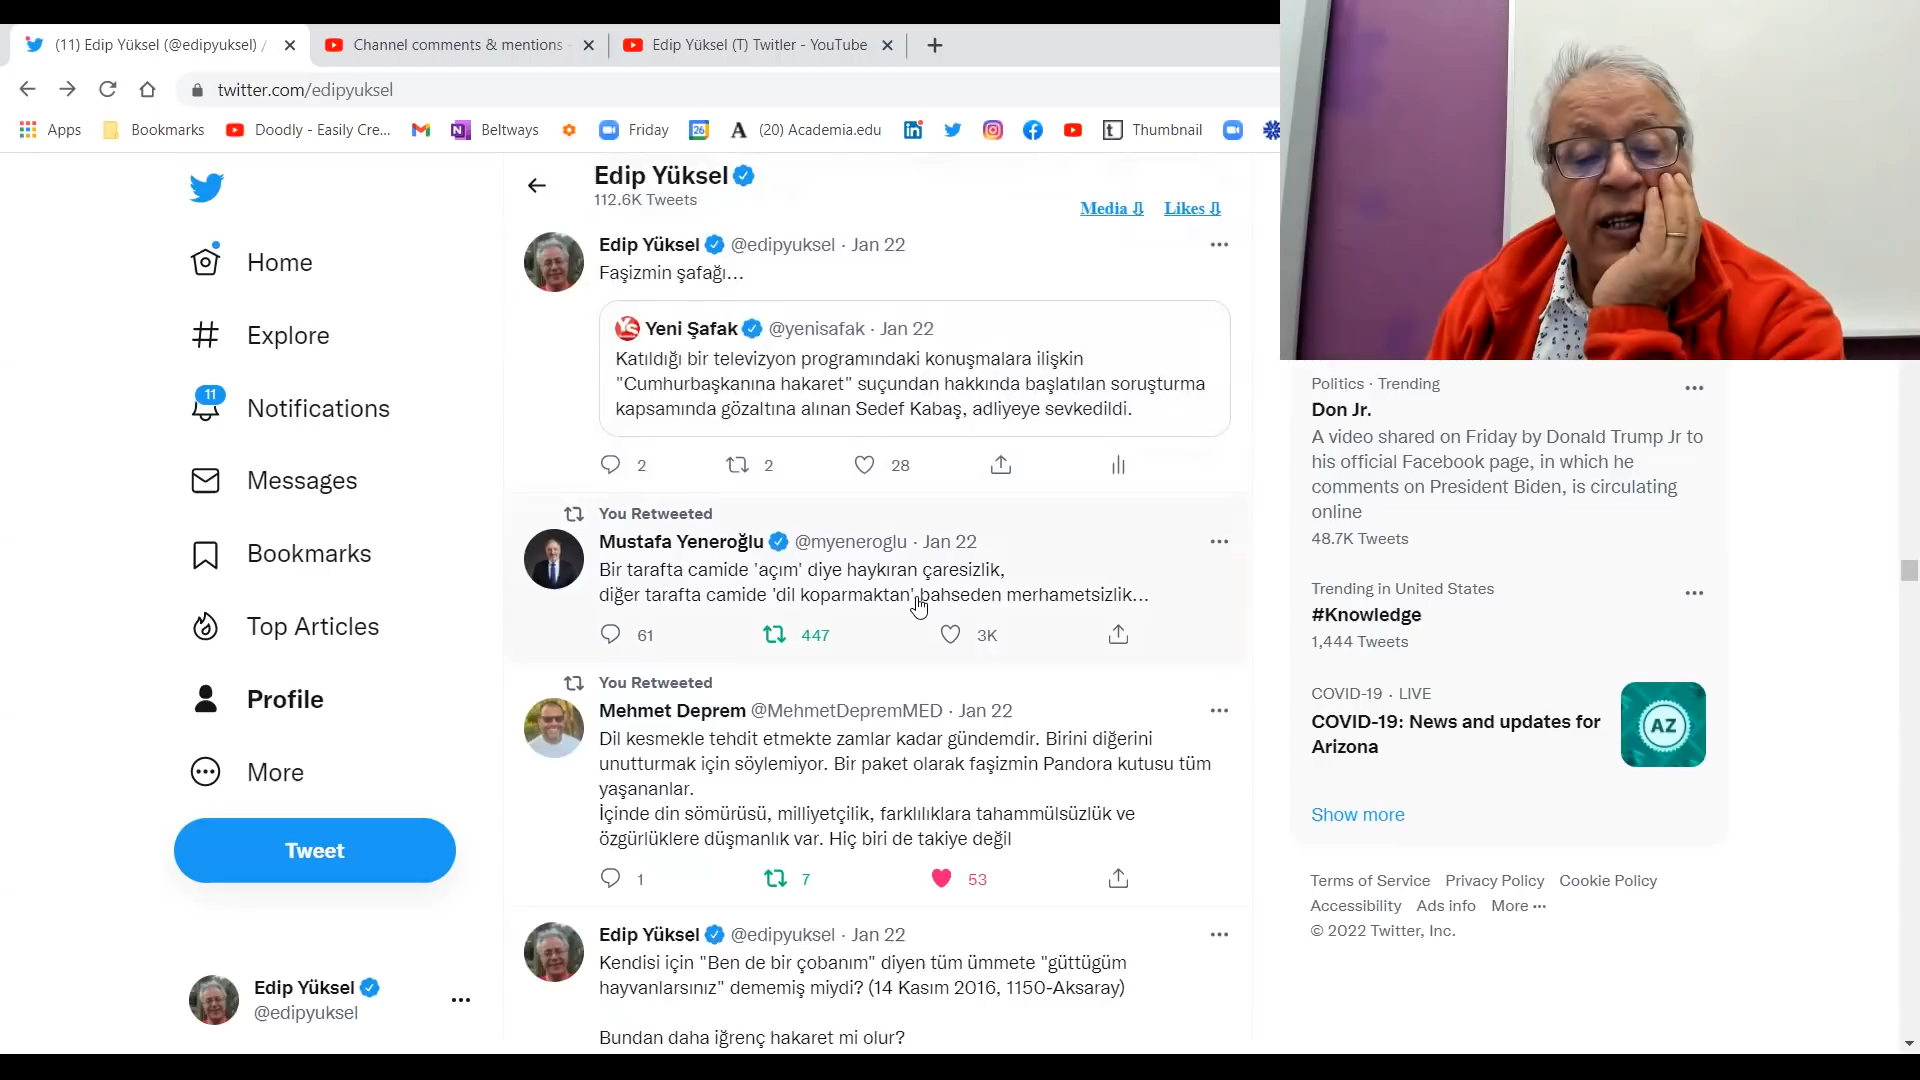 (11) Edip Yüksel (@edipyuksel) /
Channel comments & mentions
Edip Yüksel (T) Twitler - YouTube
twitter.com/edipyuksel
Apps
Bookmarks
Doodly - Easily Cre...
Beltways
Friday
(20) Academia.edu
Thumbnail
Home
Explore
11
Notifications
Messages
Bookmarks
Top Articles
Profile
More
Tweet
Edip Yüksel
@edipyuksel
Edip Yüksel
112.6K Tweets
Media ⇩ Likes ⇩
Edip Yüksel @edipyuksel · Jan 22
Faşizmin şafağı...
Yeni Şafak @yenisafak · Jan 22
Katıldığı bir televizyon programındaki konuşmalara ilişkin
"Cumhurbaşkanına hakaret" suçundan hakkında başlatılan soruşturma
kapsamında gözaltına alınan Sedef Kabaş, adliyeye sevkedildi.
2 2 28
You Retweeted
Mustafa Yeneroğlu @myeneroglu · Jan 22
Bir tarafta camide 'açım' diye haykıran çaresizlik,
diğer tarafta camide 'dil koparmaktan' bahseden merhametsizlik...
61 447 3K
You Retweeted
Mehmet Deprem @MehmetDepremMED · Jan 22
Dil kesmekle tehdit etmekte zamlar kadar gündemdir. Birini diğerini
unutturmak için söylemiyor. Bir paket olarak faşizmin Pandora kutusu tüm
yaşananlar.
İçinde din sömürüsü, milliyetçilik, farklılıklara tahammülsüzlük ve
özgürlüklere düşmanlık var. Hiç biri de takiye değil
1 7 53
Edip Yüksel @edipyuksel · Jan 22
Kendisi için "Ben de bir çobanım" diyen tüm ümmete "güttügüm
hayvanlarsınız" dememiş miydi? (14 Kasım 2016, 1150-Aksaray)
Bundan daha iğrenç hakaret mi olur?
Politics · Trending
Don Jr.
A video shared on Friday by Donald Trump Jr to
his official Facebook page, in which he
comments on President Biden, is circulating
online
48.7K Tweets
Trending in United States
#Knowledge
1,444 Tweets
COVID-19 · LIVE
COVID-19: News and updates for
Arizona
AZ
Show more
Terms of Service Privacy Policy Cookie Policy
Accessibility Ads info More ···
© 2022 Twitter, Inc.